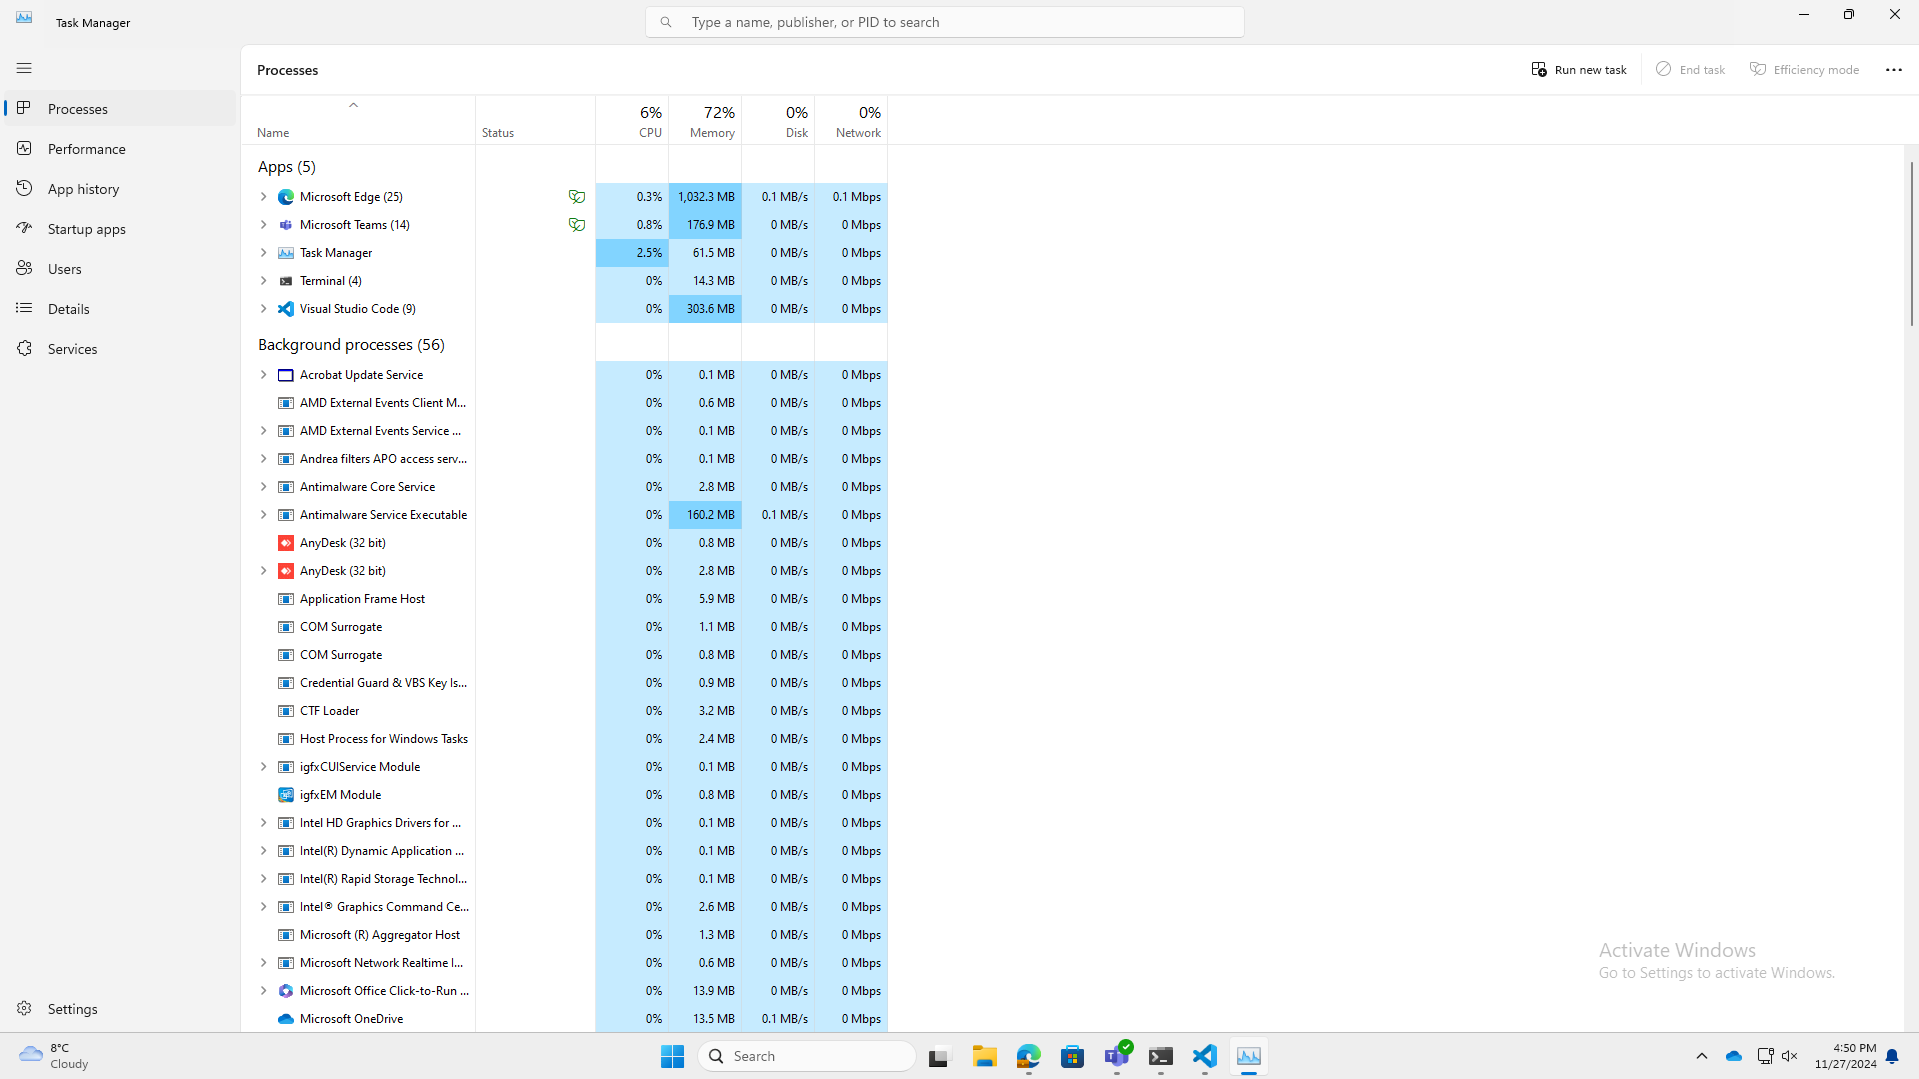 Task Manager
Type a name, publisher, or PID to search
Processes
Performance
App history
Startup apps
Users
Details
Services
Settings
Processes
Run new task
End task
Efficiency mode
Name Status 6% CPU 72% Memory 0% Disk 0% Network
Apps (5)
Microsoft Edge (25) 0.3% 1,032.3 MB 0.1 MB/s 0.1 Mbps
Microsoft Teams (14) 0.8% 176.9 MB 0 MB/s 0 Mbps
Task Manager 2.5% 61.5 MB 0 MB/s 0 Mbps
Terminal (4) 0% 14.3 MB 0 MB/s 0 Mbps
Visual Studio Code (9) 0% 303.6 MB 0 MB/s 0 Mbps
Background processes (56)
Acrobat Update Service 0% 0.1 MB 0 MB/s 0 Mbps
AMD External Events Client M... 0% 0.6 MB 0 MB/s 0 Mbps
AMD External Events Service ... 0% 0.1 MB 0 MB/s 0 Mbps
Andrea filters APO access serv... 0% 0.1 MB 0 MB/s 0 Mbps
Antimalware Core Service 0% 2.8 MB 0 MB/s 0 Mbps
Antimalware Service Executable 0% 160.2 MB 0.1 MB/s 0 Mbps
AnyDesk (32 bit) 0% 0.8 MB 0 MB/s 0 Mbps
AnyDesk (32 bit) 0% 2.8 MB 0 MB/s 0 Mbps
Application Frame Host 0% 5.9 MB 0 MB/s 0 Mbps
COM Surrogate 0% 1.1 MB 0 MB/s 0 Mbps
COM Surrogate 0% 0.8 MB 0 MB/s 0 Mbps
Credential Guard & VBS Key Is... 0% 0.9 MB 0 MB/s 0 Mbps
CTF Loader 0% 3.2 MB 0 MB/s 0 Mbps
Host Process for Windows Tasks 0% 2.4 MB 0 MB/s 0 Mbps
igfxCUIService Module 0% 0.1 MB 0 MB/s 0 Mbps
igfxEM Module 0% 0.8 MB 0 MB/s 0 Mbps
Intel HD Graphics Drivers for ... 0% 0.1 MB 0 MB/s 0 Mbps
Intel(R) Dynamic Application ... 0% 0.1 MB 0 MB/s 0 Mbps
Intel(R) Rapid Storage Technol... 0% 0.1 MB 0 MB/s 0 Mbps
Intel® Graphics Command Ce... 0% 2.6 MB 0 MB/s 0 Mbps
Microsoft (R) Aggregator Host 0% 1.3 MB 0 MB/s 0 Mbps
Microsoft Network Realtime I... 0% 0.6 MB 0 MB/s 0 Mbps
Microsoft Office Click-to-Run ... 0% 13.9 MB 0 MB/s 0 Mbps
Microsoft OneDrive 0% 13.5 MB 0.1 MB/s 0 Mbps
Activate Windows
Go to Settings to activate Windows.
8°C
Cloudy
Search
4:50 PM
11/27/2024